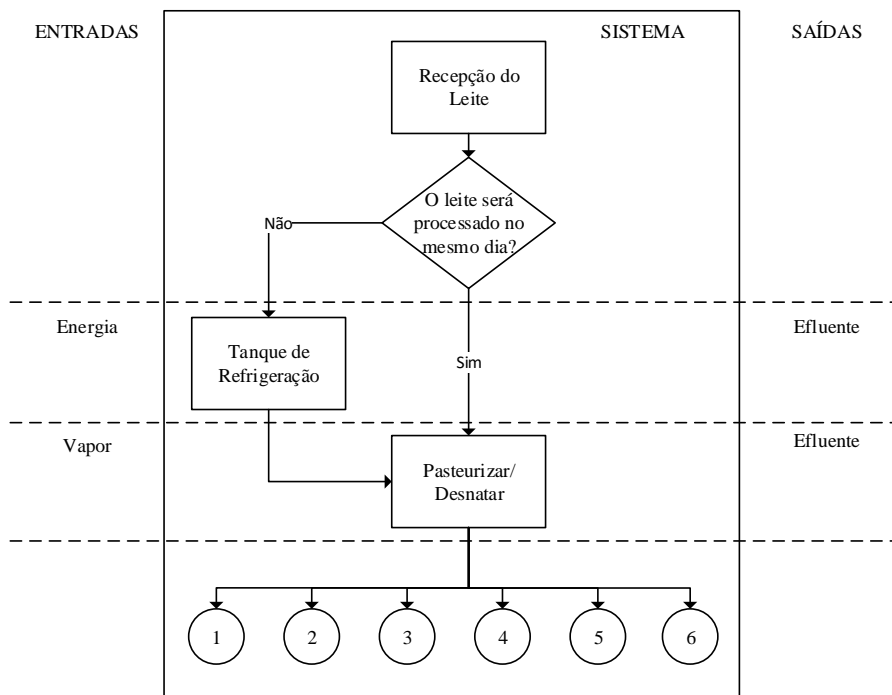 ENTRADAS
SISTEMA
SAÍDAS
Recepção do
Leite
O leite será
processado no
mesmo dia?
Não
Energia
Efluente
Tanque de
Refrigeração
Sim
Vapor
Efluente
Pasteurizar/
Desnatar
1 2 3 4 5 6